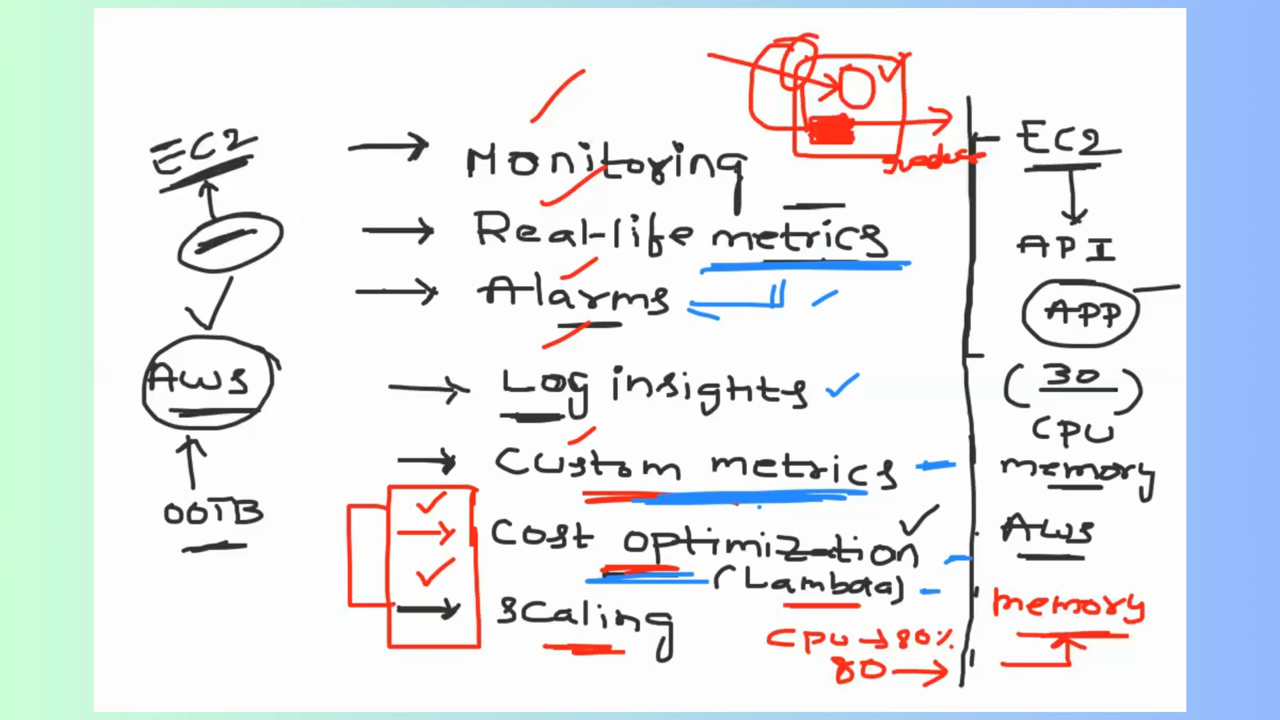 EC2
AWS
OOTB
Monitoring
Real-life metrics
Alarms
Log insights
Custom metrics
Cost optimization
(Lambda)
Scaling
CPU → 80%
80 →
EC2
API
APP
(30)
CPU
memory
AWS
memory